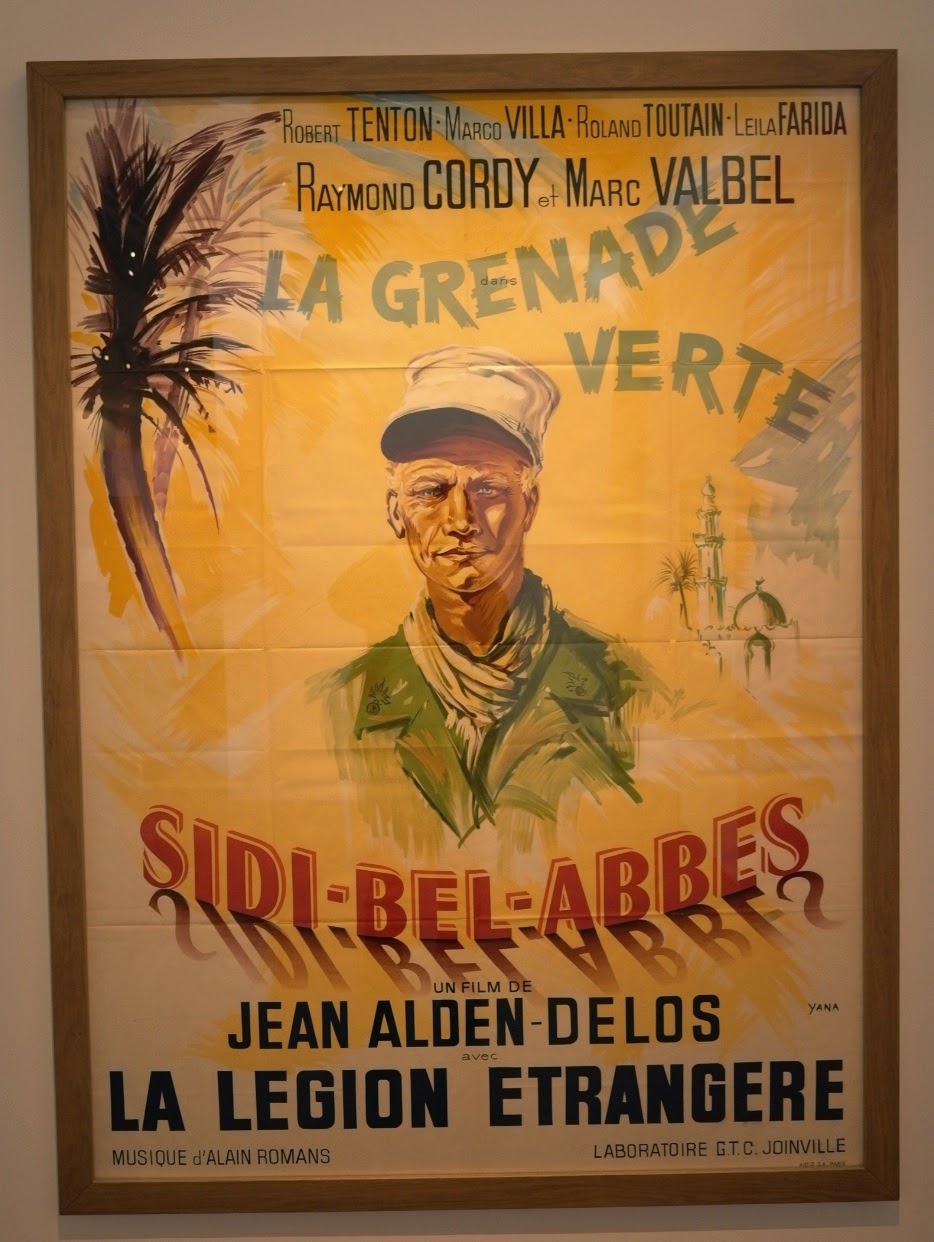 Robert TENTON · Marco VILLA · Roland TOUTAIN · Leila FARIDA
Raymond CORDY et Marc VALBEL
dans
LA GRENADE
VERTE
SIDI-BEL-ABBES
UN FILM DE
JEAN ALDEN-DELOS
YANA
avec
LA LEGION ETRANGERE
MUSIQUE d'ALAIN ROMANS
LABORATOIRE G.T.C. JOINVILLE